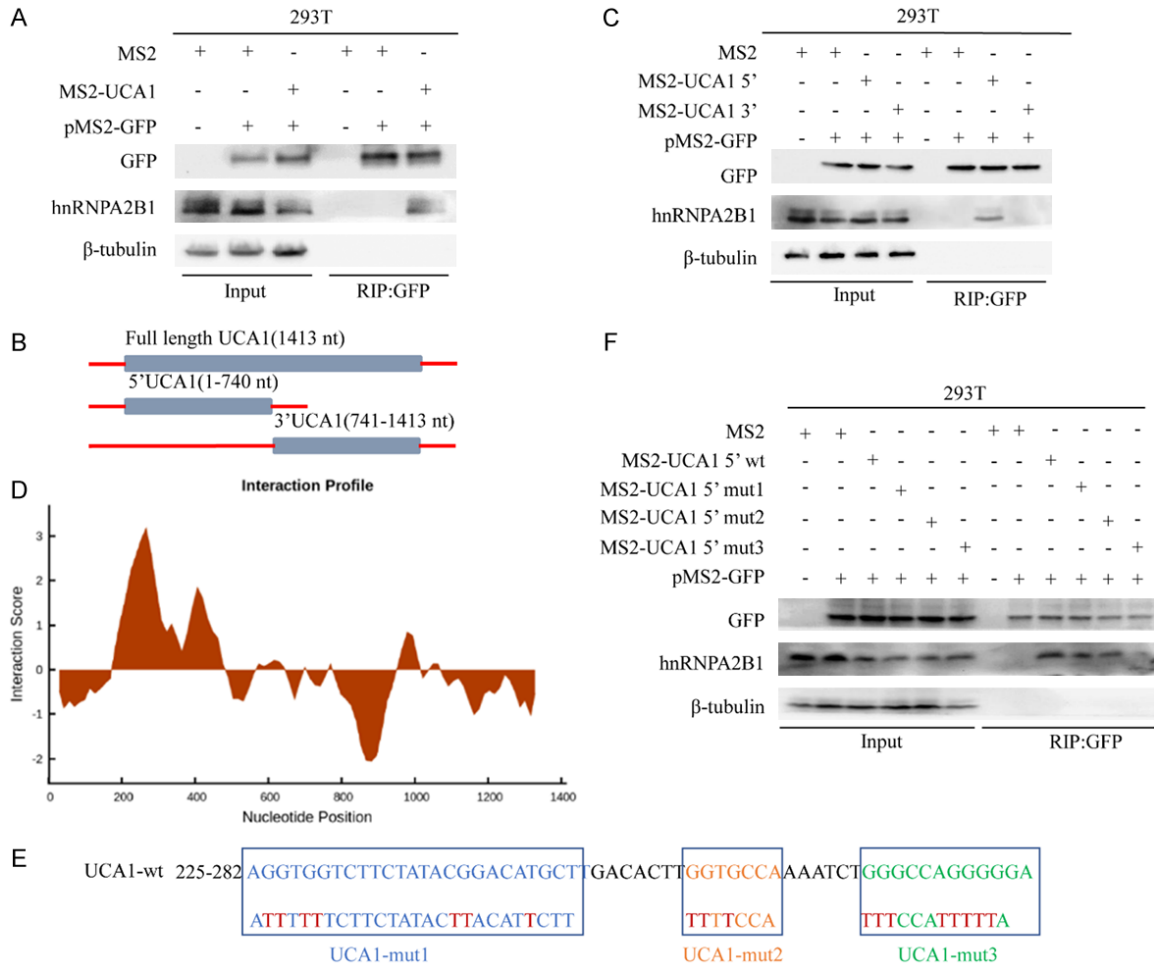 A
293T
MS2 + + - + + -
MS2-UCA1 - - + - - +
pMS2-GFP - + + - + +
GFP
hnRNPA2B1
β-tubulin
Input RIP:GFP
B
Full length UCA1(1413 nt)
5’UCA1(1-740 nt)
3’UCA1(741-1413 nt)
C
293T
MS2 + + - - + + - -
MS2-UCA1 5’ - - + - - - + -
MS2-UCA1 3’ - - - + - - - +
pMS2-GFP - + + + - + + +
GFP
hnRNPA2B1
β-tubulin
Input RIP:GFP
D
Interaction Profile
Interaction Score
3
2
1
0
-1
-2
0 200 400 600 800 1000 1200 1400
Nucleotide Position
E
UCA1-wt 225-282 AGGTGGTCTTCTATACGGACATGCTTGACACTTGGTGCCAAAATCTGGGCCAGGGGGA
ATTTTTTCTTCTATACTTACATTCTT TTTTCCA TTTCCATTTTTA
UCA1-mut1 UCA1-mut2 UCA1-mut3
F
293T
MS2 + + - - - - + + - - - -
MS2-UCA1 5’ wt - - + - - - - - + - - -
MS2-UCA1 5’ mut1 - - - + - - - - - + - -
MS2-UCA1 5’ mut2 - - - - + - - - - - + -
MS2-UCA1 5’ mut3 - - - - - + - - - - - +
pMS2-GFP - + + + + + - + + + + +
GFP
hnRNPA2B1
β-tubulin
Input RIP:GFP